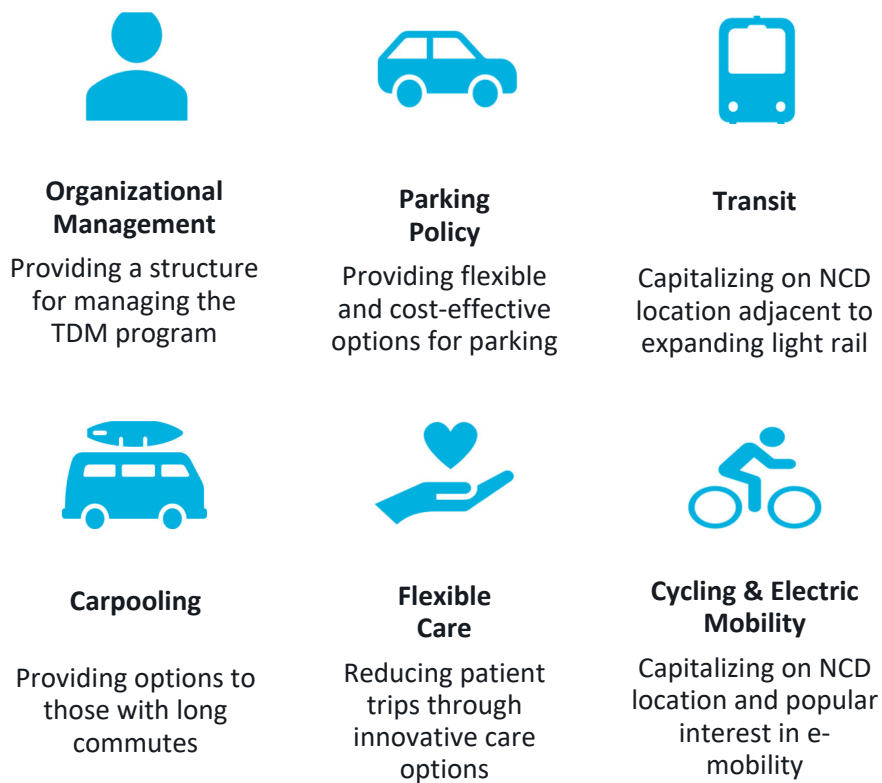 Organizational
Management
Providing a structure
for managing the
TDM program
Parking
Policy
Providing flexible
and cost-effective
options for parking
Transit
Capitalizing on NCD
location adjacent to
expanding light rail
Carpooling
Providing options to
those with long
commutes
Flexible
Care
Reducing patient
trips through
innovative care
options
Cycling & Electric
Mobility
Capitalizing on NCD
location and popular
interest in e-
mobility